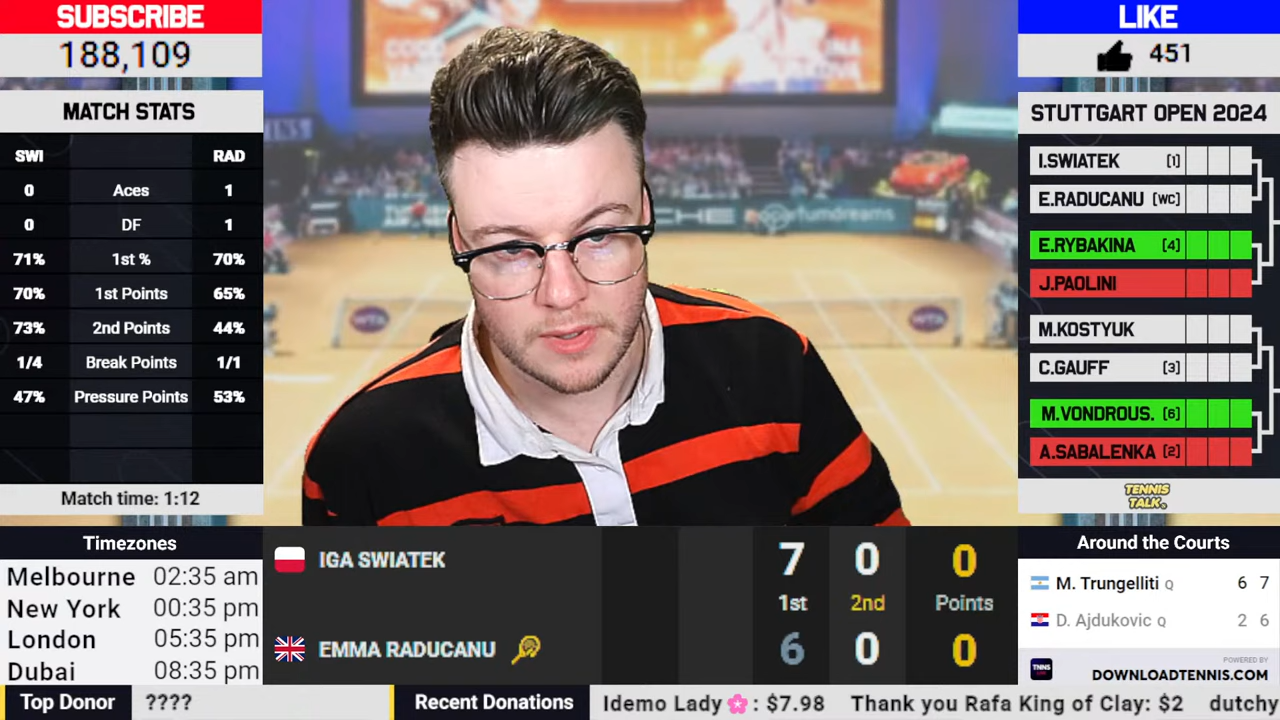 SUBSCRIBE
188,109
MATCH STATS
SWI RAD
0 Aces 1
0 DF 1
71% 1st % 70%
70% 1st Points 65%
73% 2nd Points 44%
1/4 Break Points 1/1
47% Pressure Points 53%
Match time: 1:12
Timezones
Melbourne 02:35 am
New York 00:35 pm
London 05:35 pm
Dubai 08:35 pm
LIKE
451
STUTTGART OPEN 2024
I.SWIATEK [1]
E.RADUCANU [WC]
E.RYBAKINA [4]
J.PAOLINI
M.KOSTYUK
C.GAUFF [3]
M.VONDROUS. [6]
A.SABALENKA [2]
TENNIS
TALK.
IGA SWIATEK 7 0 0
1st 2nd Points
EMMA RADUCANU 6 0 0
Around the Courts
M. Trungelliti Q 6 7
D. Ajdukovic Q 2 6
POWERED BY
DOWNLOADTENNIS.COM
Top Donor ???? Recent Donations Idemo Lady🌸: $7.98 Thank you Rafa King of Clay: $2 dutchy